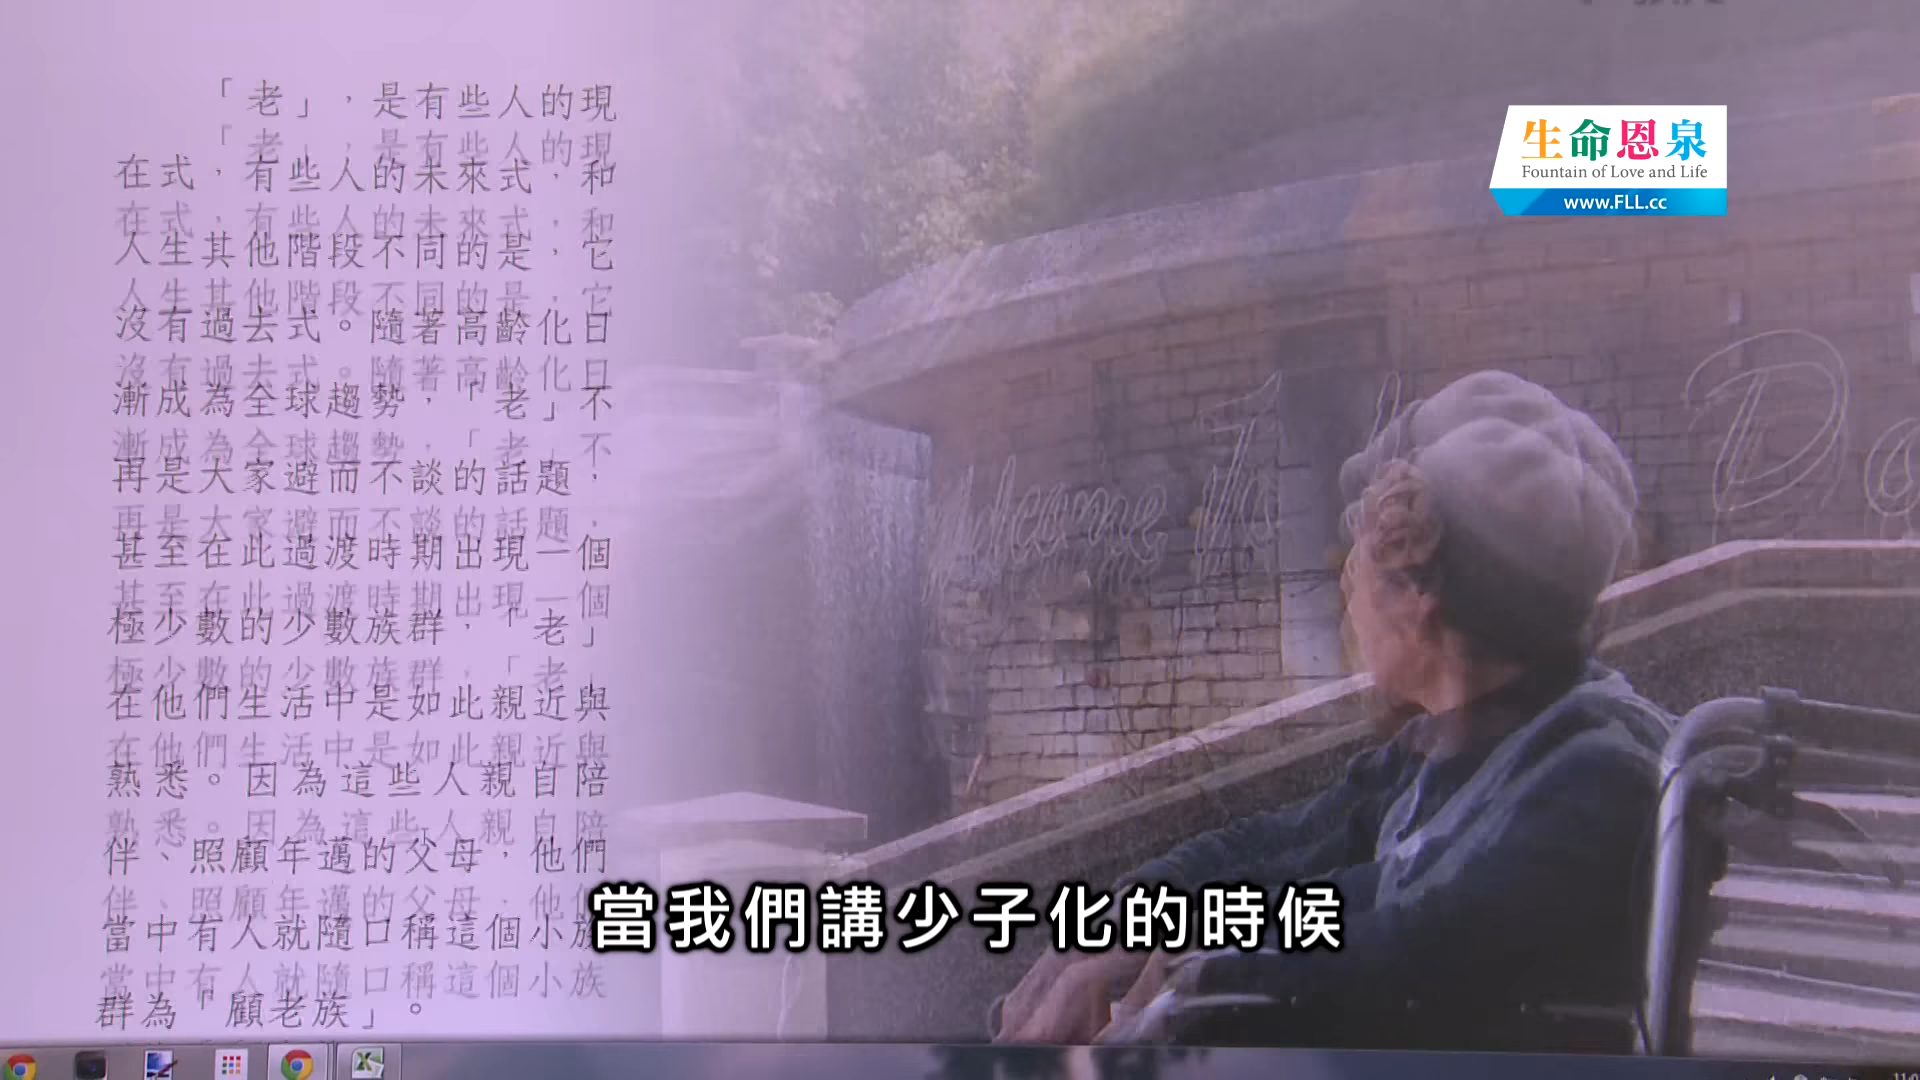 「老」，是有些人的現
在式，有些人的未來式，和
人生其他階段不同的是，它
沒有過去式。隨著高齡化日
漸成為全球趨勢，「老」不
再是大家避而不談的話題，
甚至在此過渡時期出現一個
極少數的少數族群，「老」
在他們生活中是如此親近與
熟悉。因為這些人親自陪
伴、照顧年邁的父母，他們
當中有人就隨口稱這個小族
群為「顧老族」。
生命恩泉
Fountain of Love and Life
www.FLL.cc
Welcome To
當我們講少子化的時候